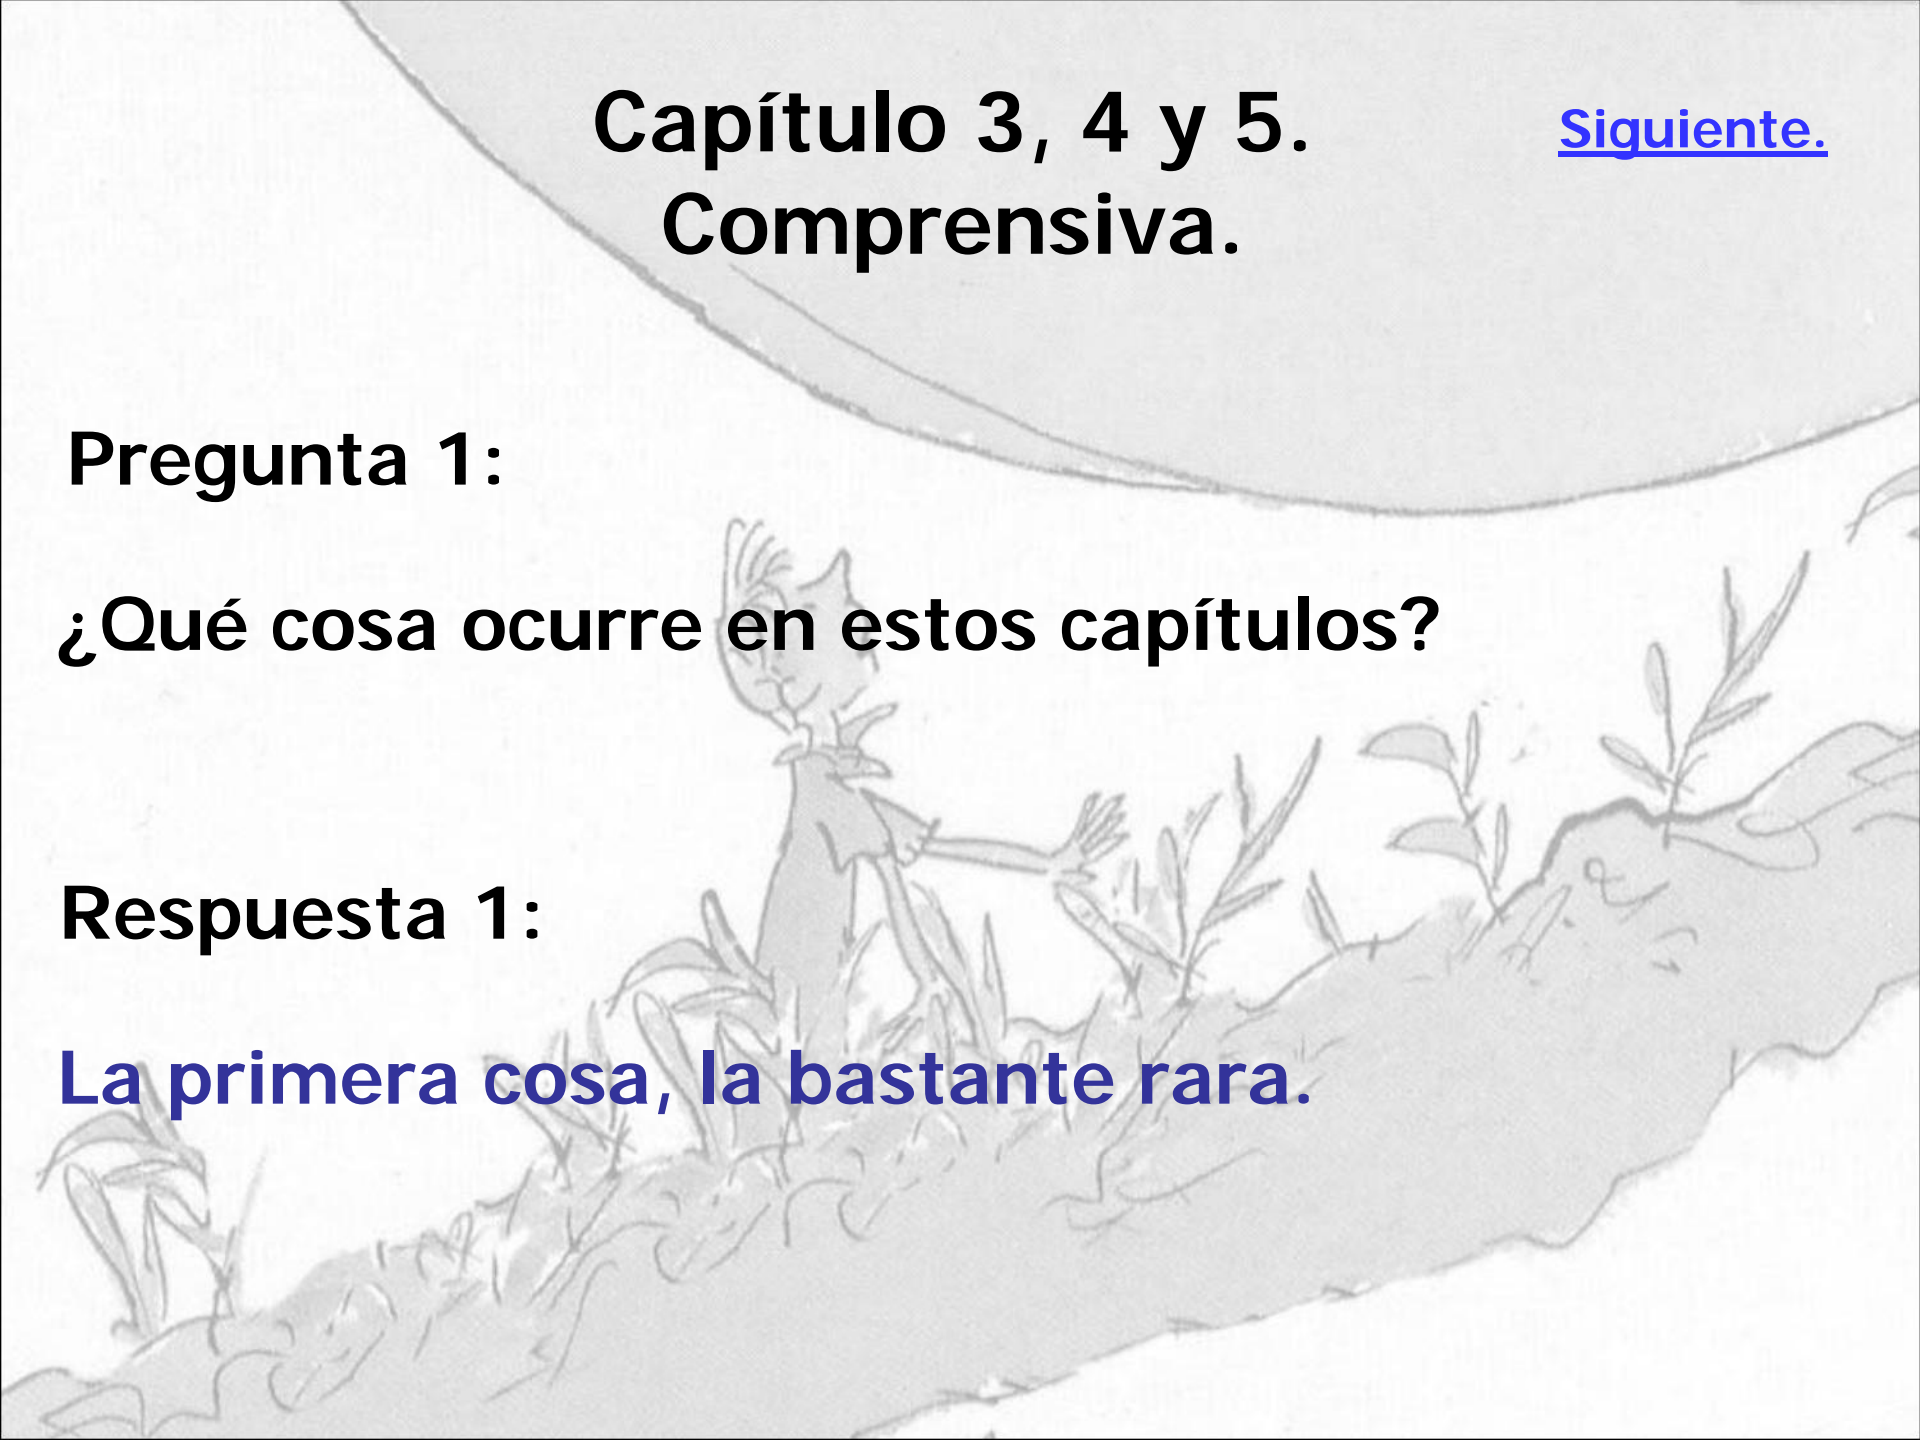 Capítulo 3, 4 y 5.
Comprensiva.
Siguiente.
Pregunta 1:
¿Qué cosa ocurre en estos capítulos?
Respuesta 1:
La primera cosa, la bastante rara.